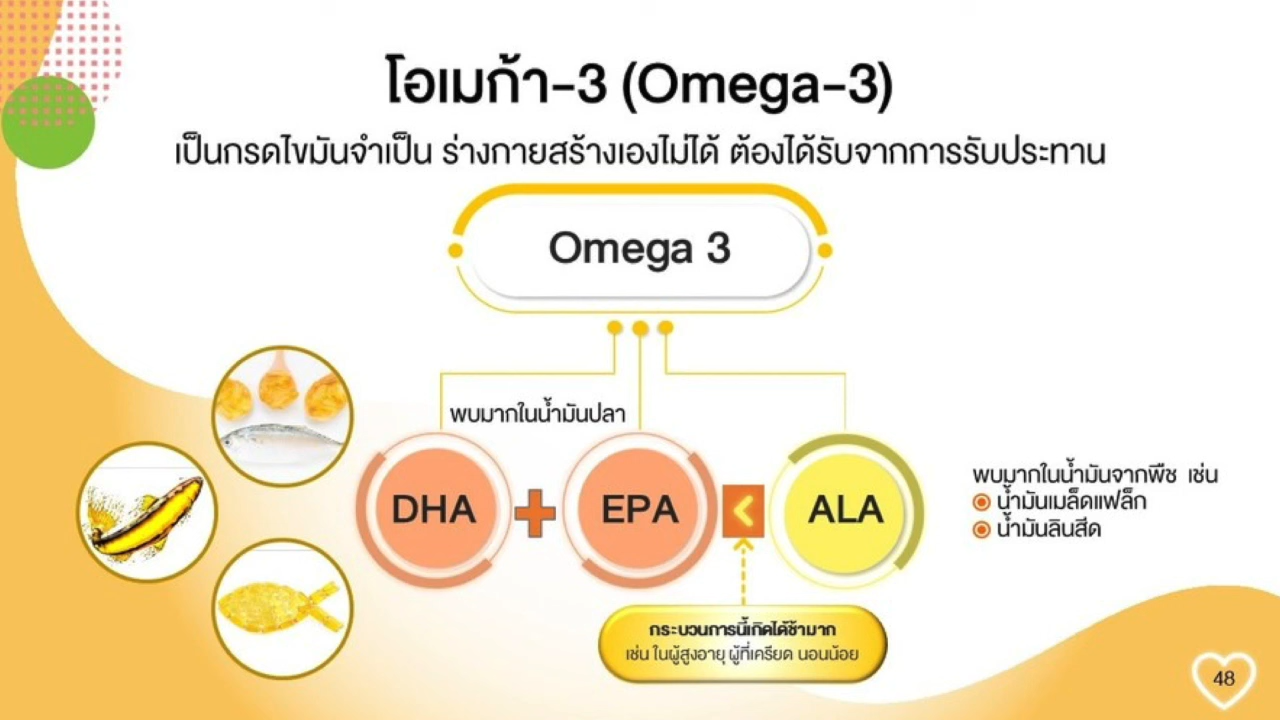 โอเมก้า-3 (Omega-3)
เป็นกรดไขมันจำเป็น ร่างกายสร้างเองไม่ได้ ต้องได้รับจากการรับประทาน
Omega 3
พบมากในน้ำมันปลา
DHA
EPA
ALA
พบมากในน้ำมันจากพืช เช่น
น้ำมันเมล็ดแฟล็ก
น้ำมันลินสีด
กระบวนการนี้เกิดได้ช้ามาก
เช่น ในผู้สูงอายุ ผู้ที่เครียด นอนน้อย
48